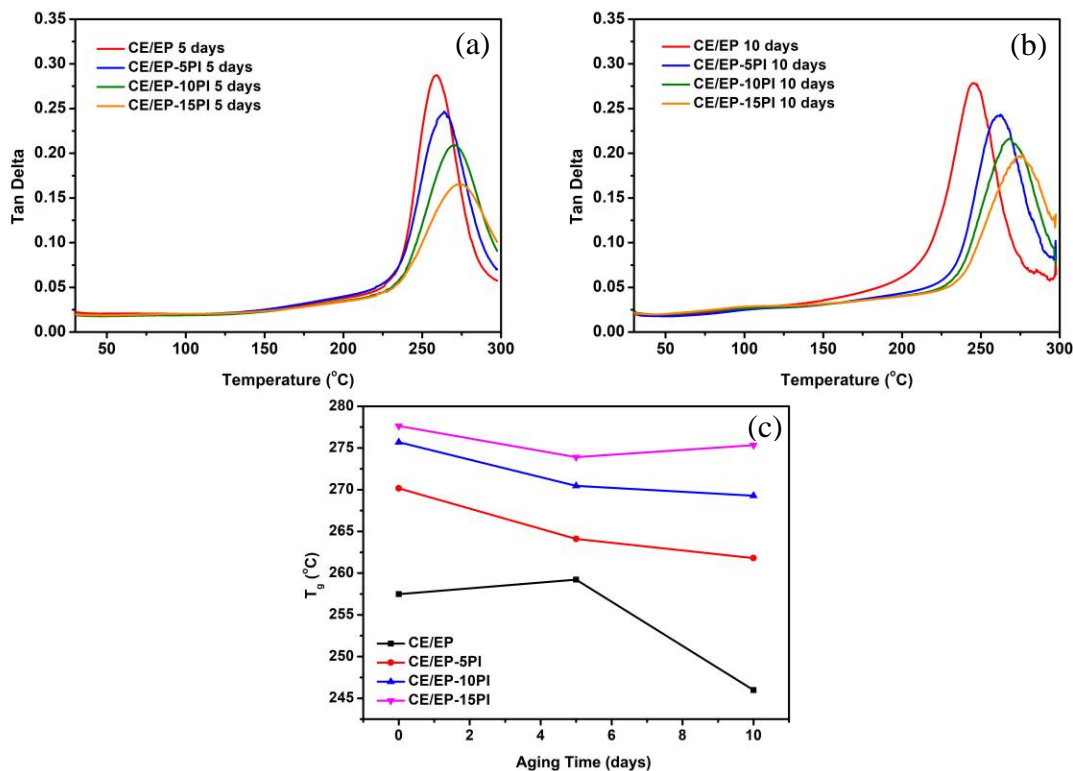 (a)
CE/EP 5 days
CE/EP-5PI 5 days
CE/EP-10PI 5 days
CE/EP-15PI 5 days
0.35
0.30
0.25
0.20
0.15
0.10
0.05
0.00
Tan Delta
50
100
150
200
250
300
Temperature (°C)
(b)
CE/EP 10 days
CE/EP-5PI 10 days
CE/EP-10PI 10 days
CE/EP-15PI 10 days
0.35
0.30
0.25
0.20
0.15
0.10
0.05
0.00
Tan Delta
50
100
150
200
250
300
Temperature (°C)
(c)
280
275
270
265
260
255
250
245
Tg (°C)
CE/EP
CE/EP-5PI
CE/EP-10PI
CE/EP-15PI
0
2
4
6
8
10
Aging Time (days)